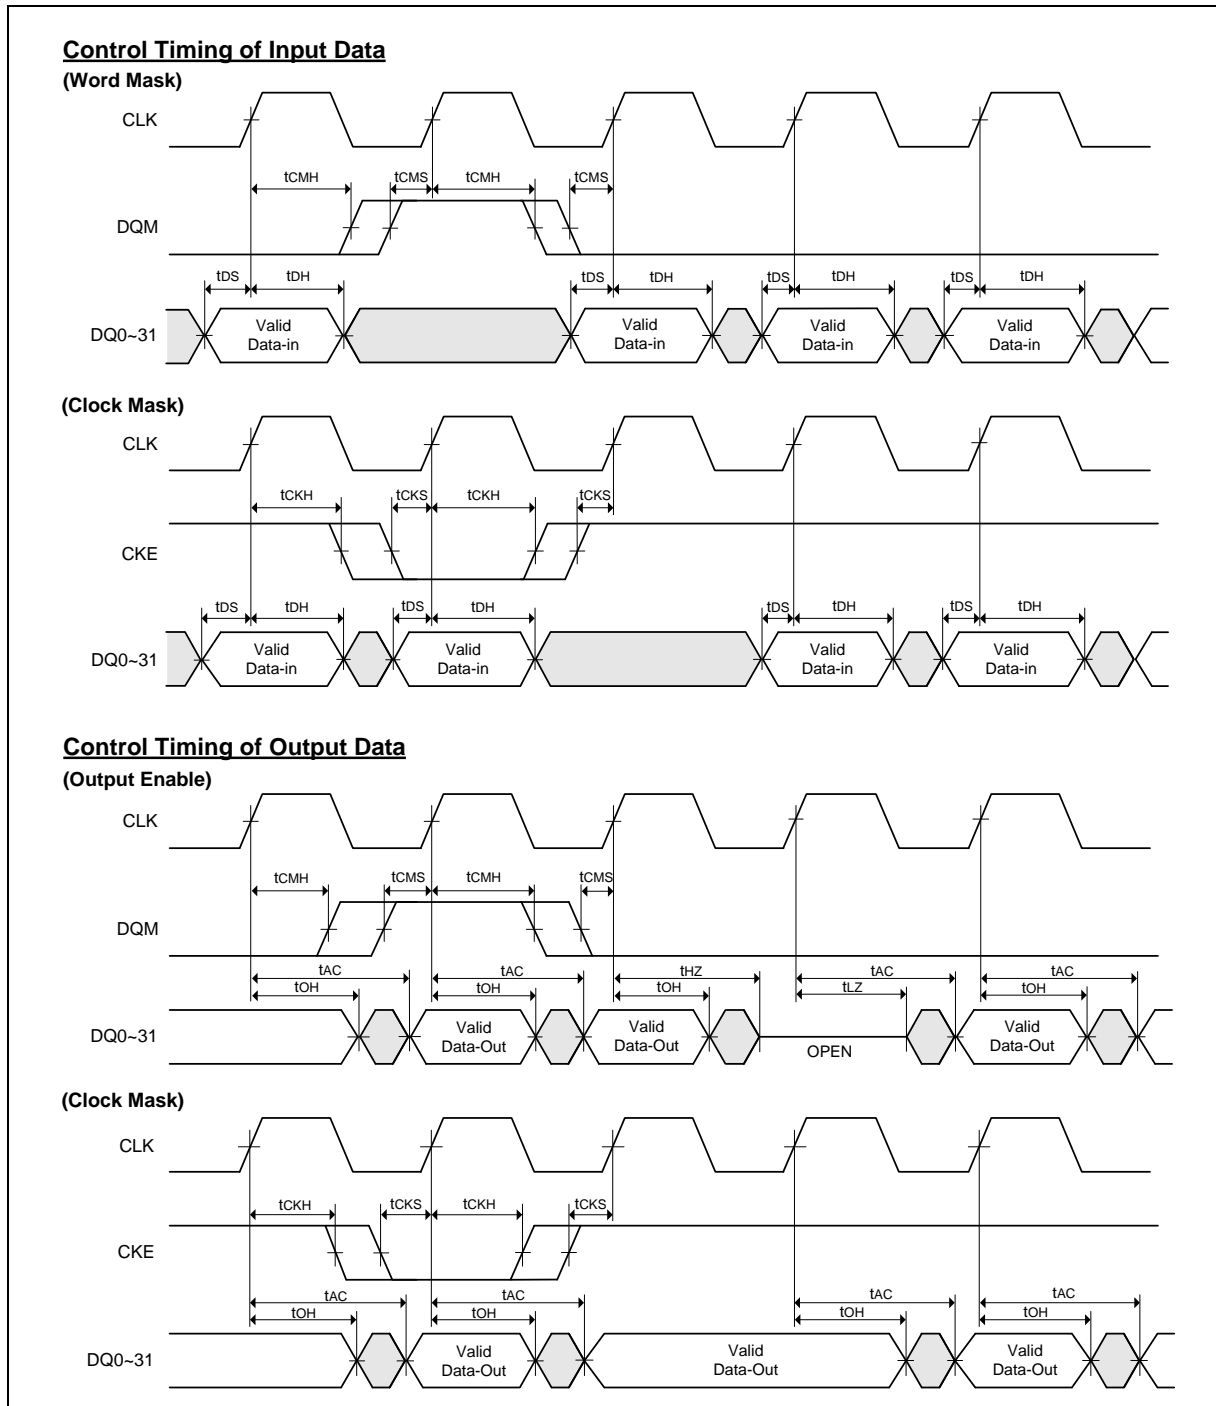 Control Timing of Input Data
(Word Mask)
CLK
tCMH tCMS tCMH tCMS
DQM
tDS tDH tDS tDH tDS tDH tDS tDH
DQ0~31
Valid Data-in
Valid Data-in
Valid Data-in
Valid Data-in
(Clock Mask)
CLK
tCKH tCKS tCKH tCKS
CKE
tDS tDH tDS tDH tDS tDH tDS tDH
DQ0~31
Valid Data-in
Valid Data-in
Valid Data-in
Valid Data-in
Control Timing of Output Data
(Output Enable)
CLK
tCMH tCMS tCMH tCMS
DQM
tAC tAC tHZ tAC tAC
tOH tOH tOH tLZ tOH
DQ0~31
Valid Data-Out
Valid Data-Out
OPEN
Valid Data-Out
(Clock Mask)
CLK
tCKH tCKS tCKH tCKS
CKE
tAC tAC tAC tAC
tOH tOH tOH tOH
DQ0~31
Valid Data-Out
Valid Data-Out
Valid Data-Out